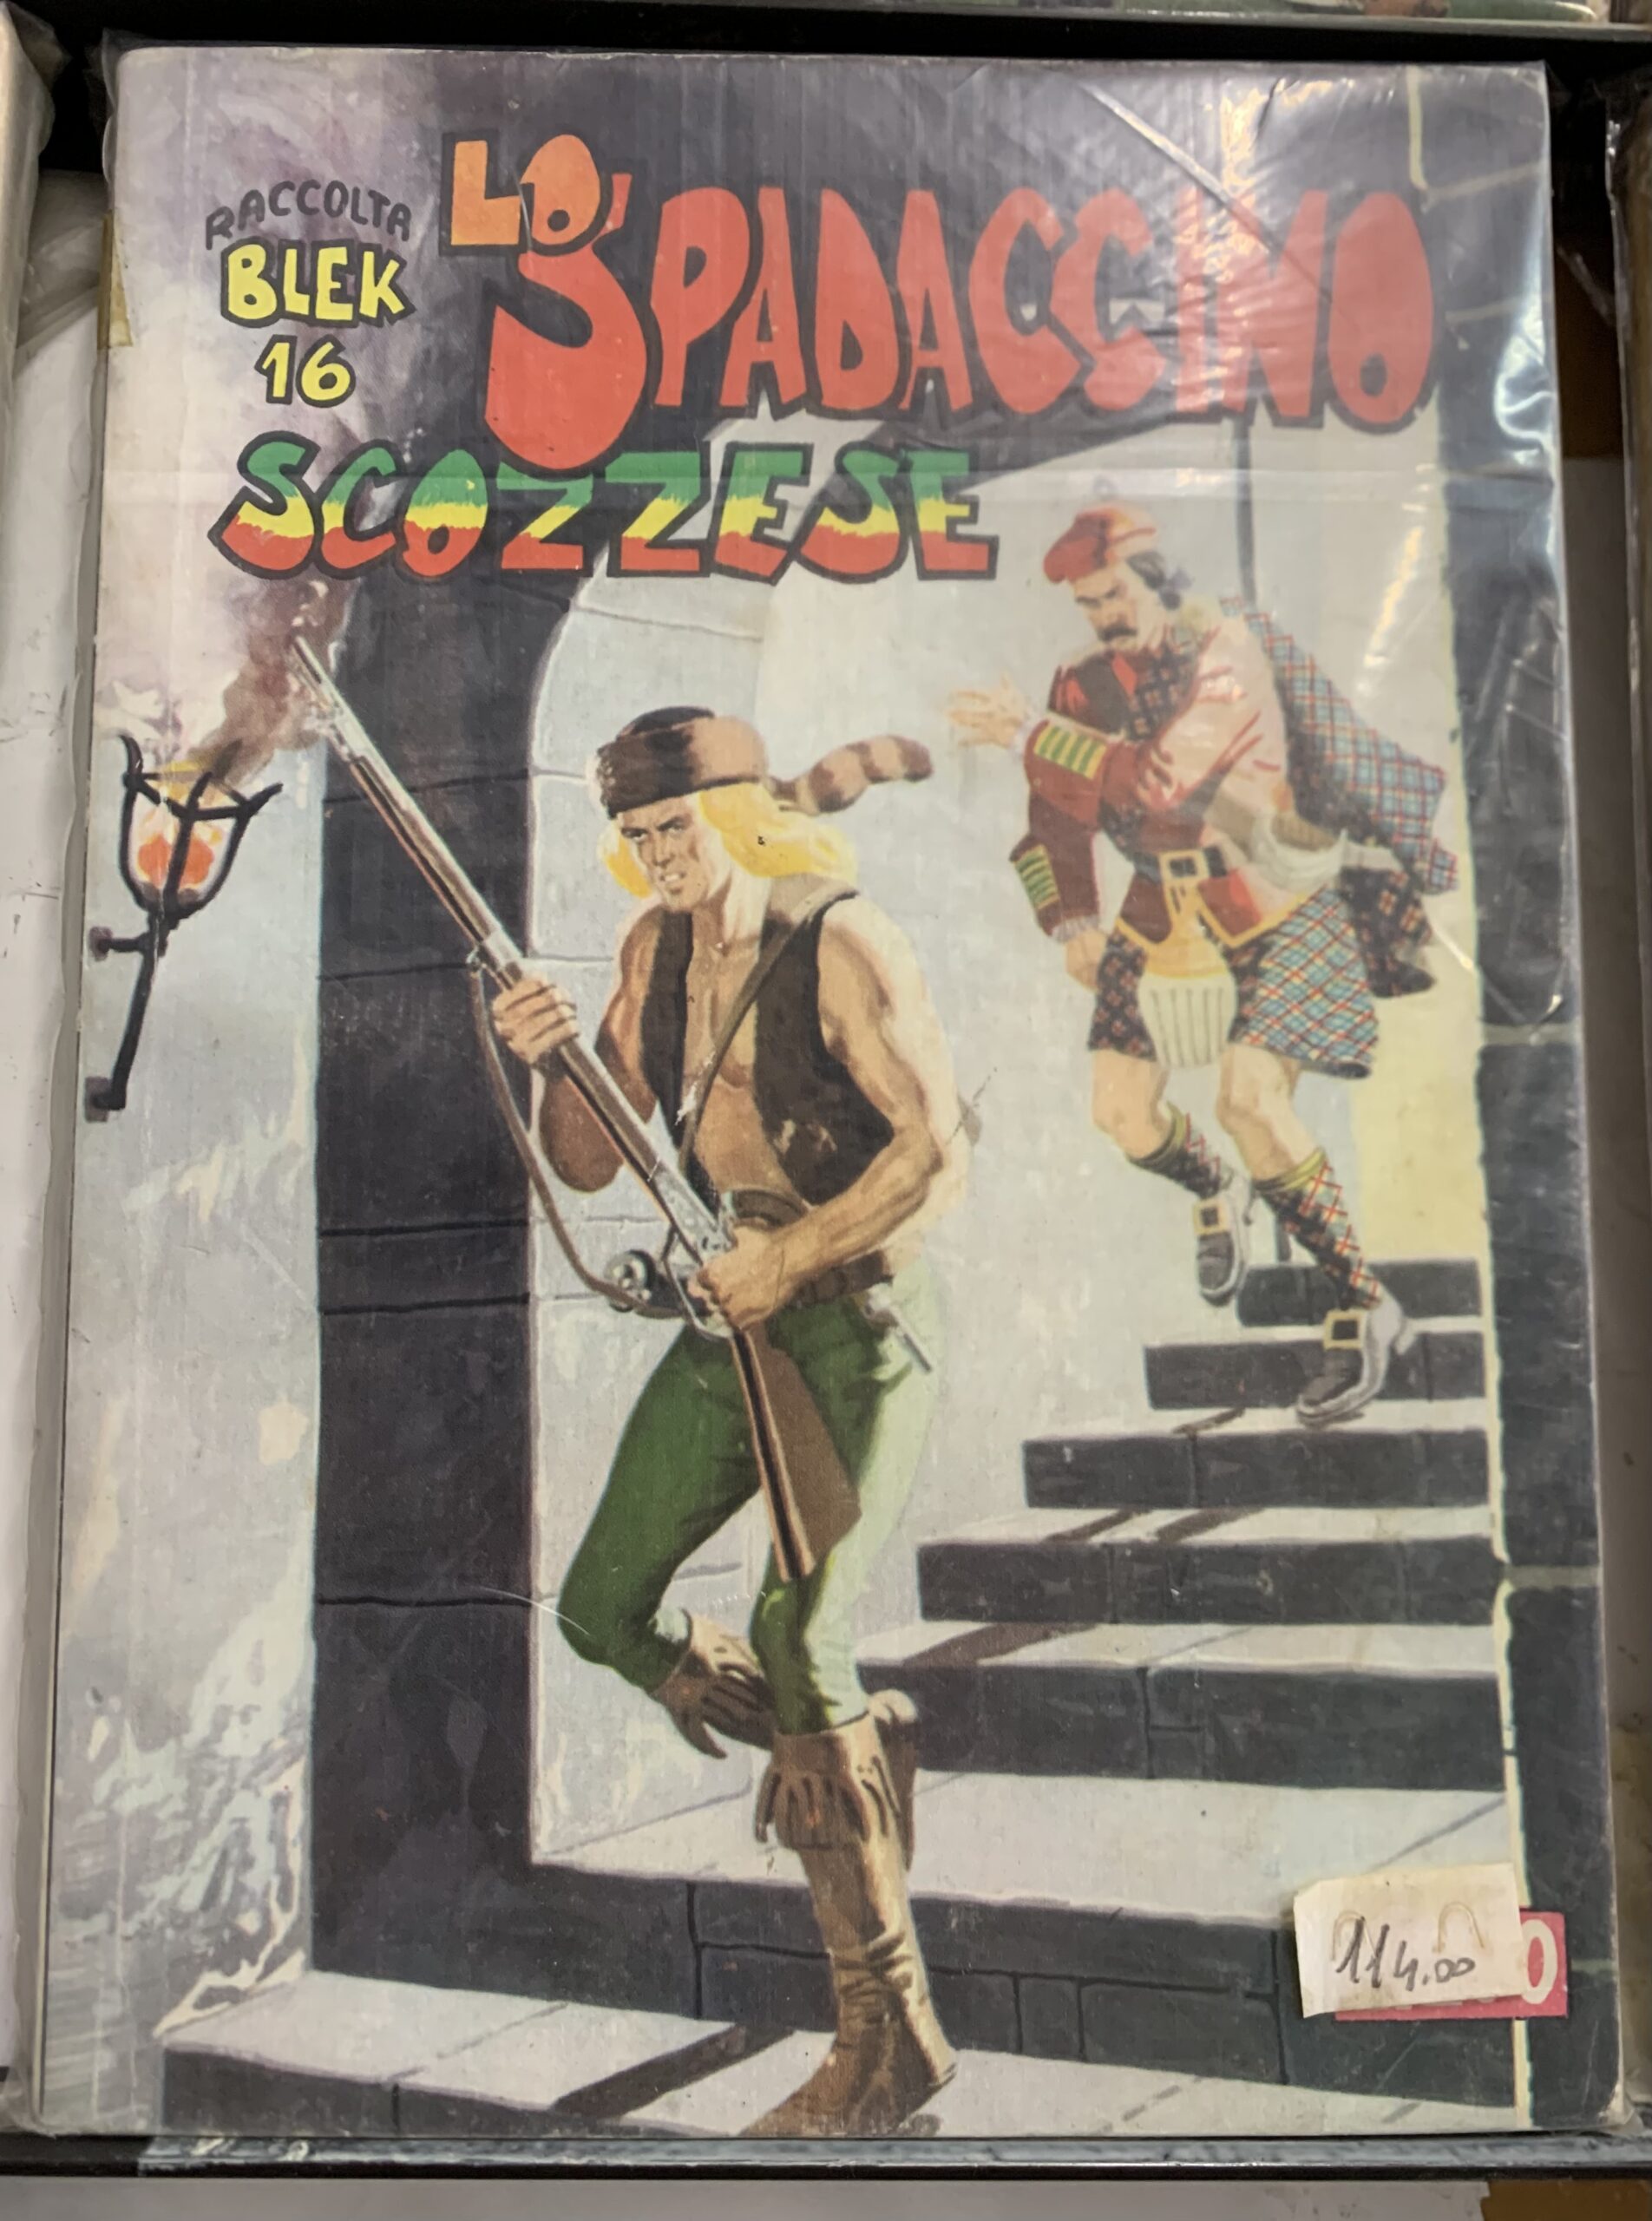 RACCOLTA
BLEK
16
LO
SPADACCINO
SCOZZESE
114.00